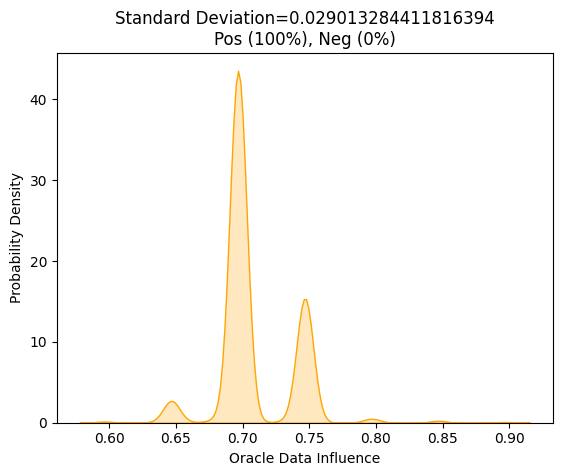 Standard Deviation=0.029013284411816394
Pos (100%), Neg (0%)
Probability Density
40
30
20
10
0
0.60 0.65 0.70 0.75 0.80 0.85 0.90
Oracle Data Influence